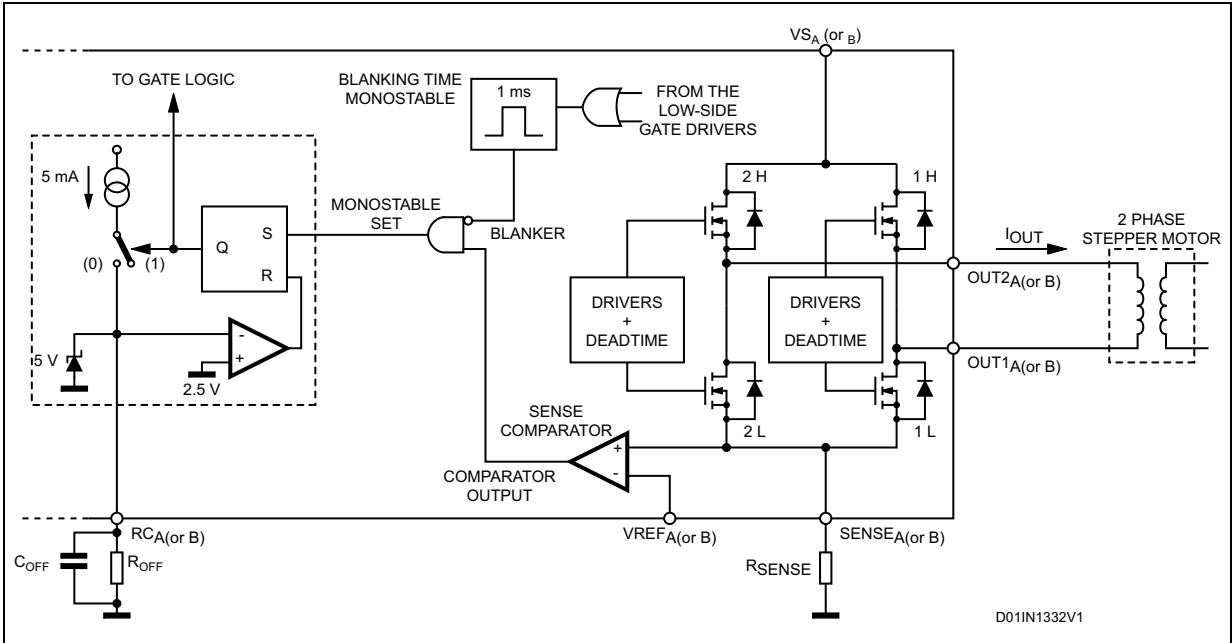 VSA (or B)
TO GATE LOGIC
BLANKING TIME
MONOSTABLE
1 ms
FROM THE
LOW-SIDE
GATE DRIVERS
5 mA
2 H
1 H
MONOSTABLE
SET
BLANKER
Q
S
R
(0)
(1)
IOUT
2 PHASE
STEPPER MOTOR
OUT2A(or B)
DRIVERS
+
DEADTIME
DRIVERS
+
DEADTIME
5 V
-
+
2.5 V
OUT1A(or B)
2 L
1 L
SENSE
COMPARATOR
+
-
COMPARATOR
OUTPUT
RCA(or B)
VREFA(or B)
SENSEA(or B)
COFF
ROFF
RSENSE
D01IN1332V1